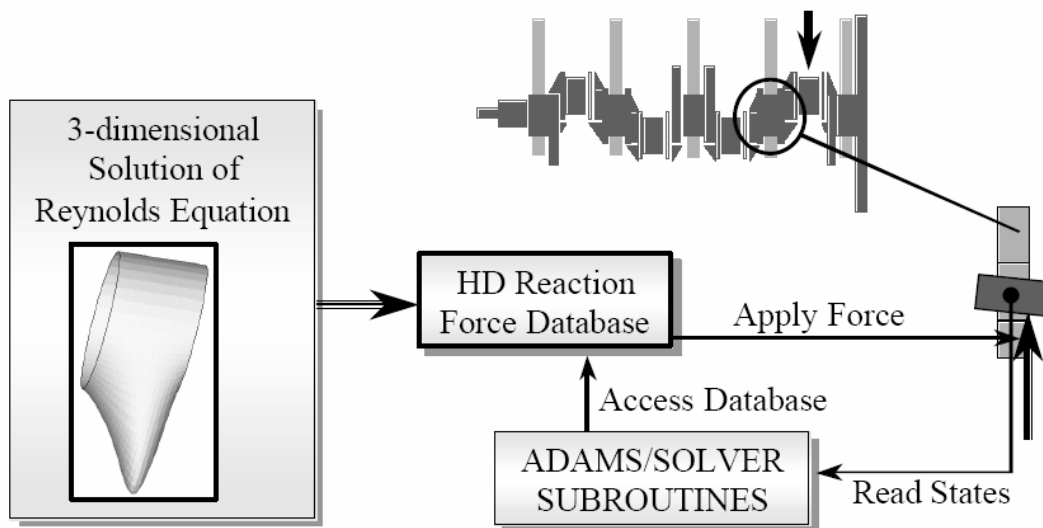 3-dimensional
Solution of
Reynolds Equation
HD Reaction
Force Database
Apply Force
Access Database
ADAMS/SOLVER
SUBROUTINES
Read States